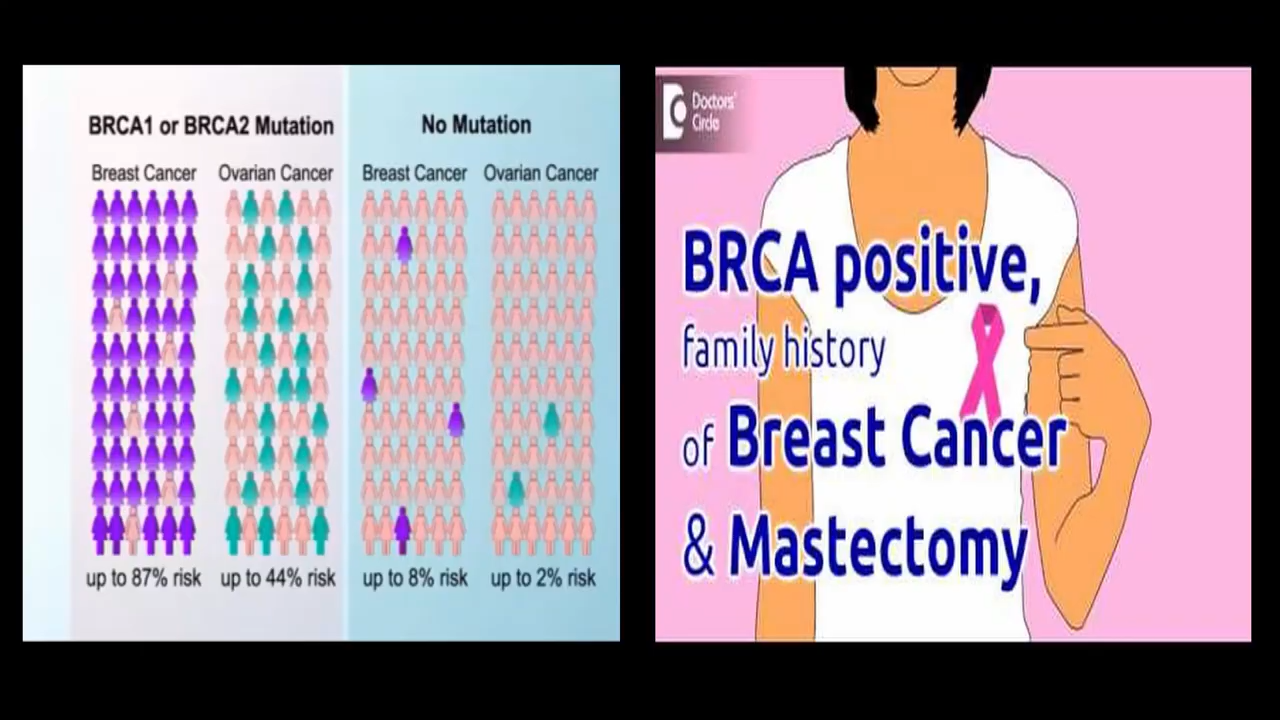 BRCA1 or BRCA2 Mutation
No Mutation
Breast Cancer
Ovarian Cancer
Breast Cancer
Ovarian Cancer
up to 87% risk
up to 44% risk
up to 8% risk
up to 2% risk
Doctors'
Circle
BRCA positive,
family history
of Breast Cancer
& Mastectomy